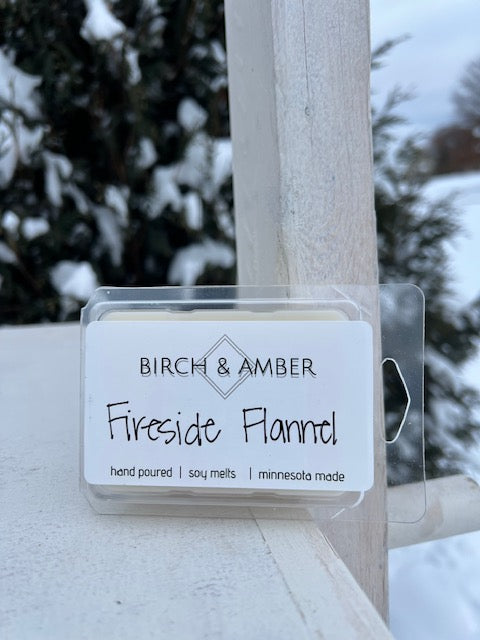 BIRCH & AMBER
Fireside Flannel
hand poured | soy melts | minnesota made